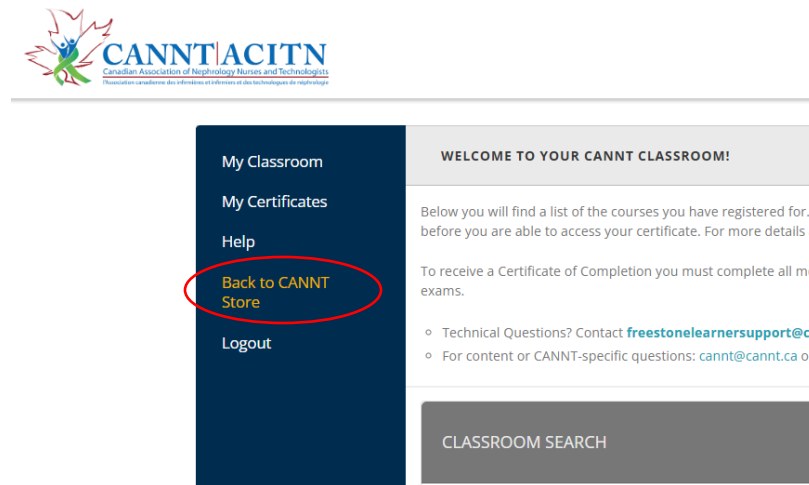 CANNT|ACITN
Canadian Association of Nephrology Nurses and Technologists
l'Association canadienne des infirmières et infirmiers et des technologues de néphrologie
My Classroom
My Certificates
Help
Back to CANNT
Store
Logout
WELCOME TO YOUR CANNT CLASSROOM!
Below you will find a list of the courses you have registered for.
before you are able to access your certificate. For more details
To receive a Certificate of Completion you must complete all m
exams.
Technical Questions? Contact freestonelearnersupport@c
For content or CANNT-specific questions: cannt@cannt.ca o
CLASSROOM SEARCH